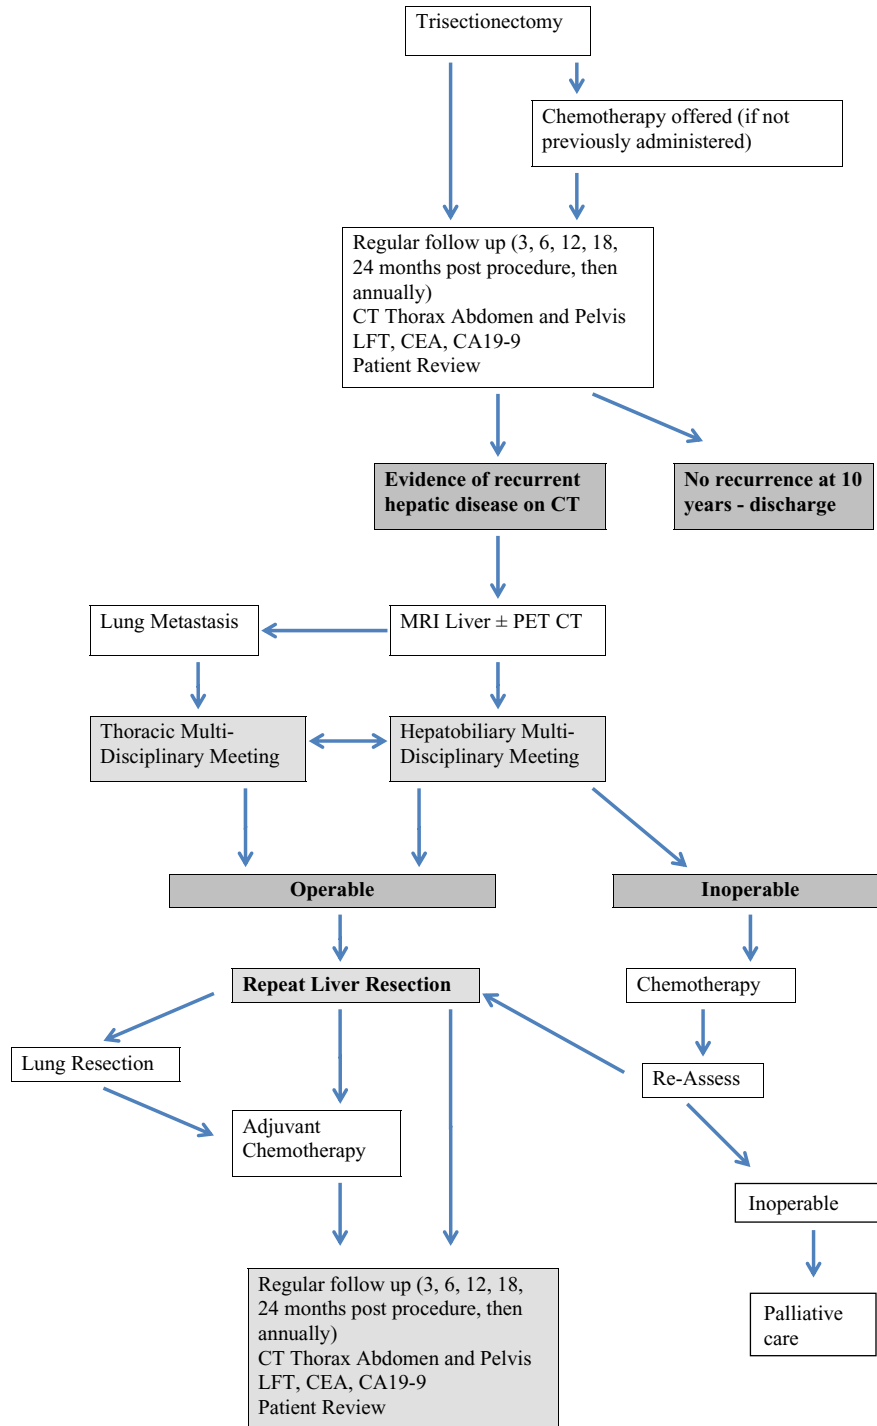 Trisectionectomy
Chemotherapy offered (if not
previously administered)
Regular follow up (3, 6, 12, 18,
24 months post procedure, then
annually)
CT Thorax Abdomen and Pelvis
LFT, CEA, CA19-9
Patient Review
Evidence of recurrent
hepatic disease on CT
No recurrence at 10
years - discharge
Lung Metastasis
MRI Liver ± PET CT
Thoracic Multi-
Disciplinary Meeting
Hepatobiliary Multi-
Disciplinary Meeting
Operable
Inoperable
Repeat Liver Resection
Chemotherapy
Lung Resection
Re-Assess
Adjuvant
Chemotherapy
Inoperable
Regular follow up (3, 6, 12, 18,
24 months post procedure, then
annually)
CT Thorax Abdomen and Pelvis
LFT, CEA, CA19-9
Patient Review
Palliative
care